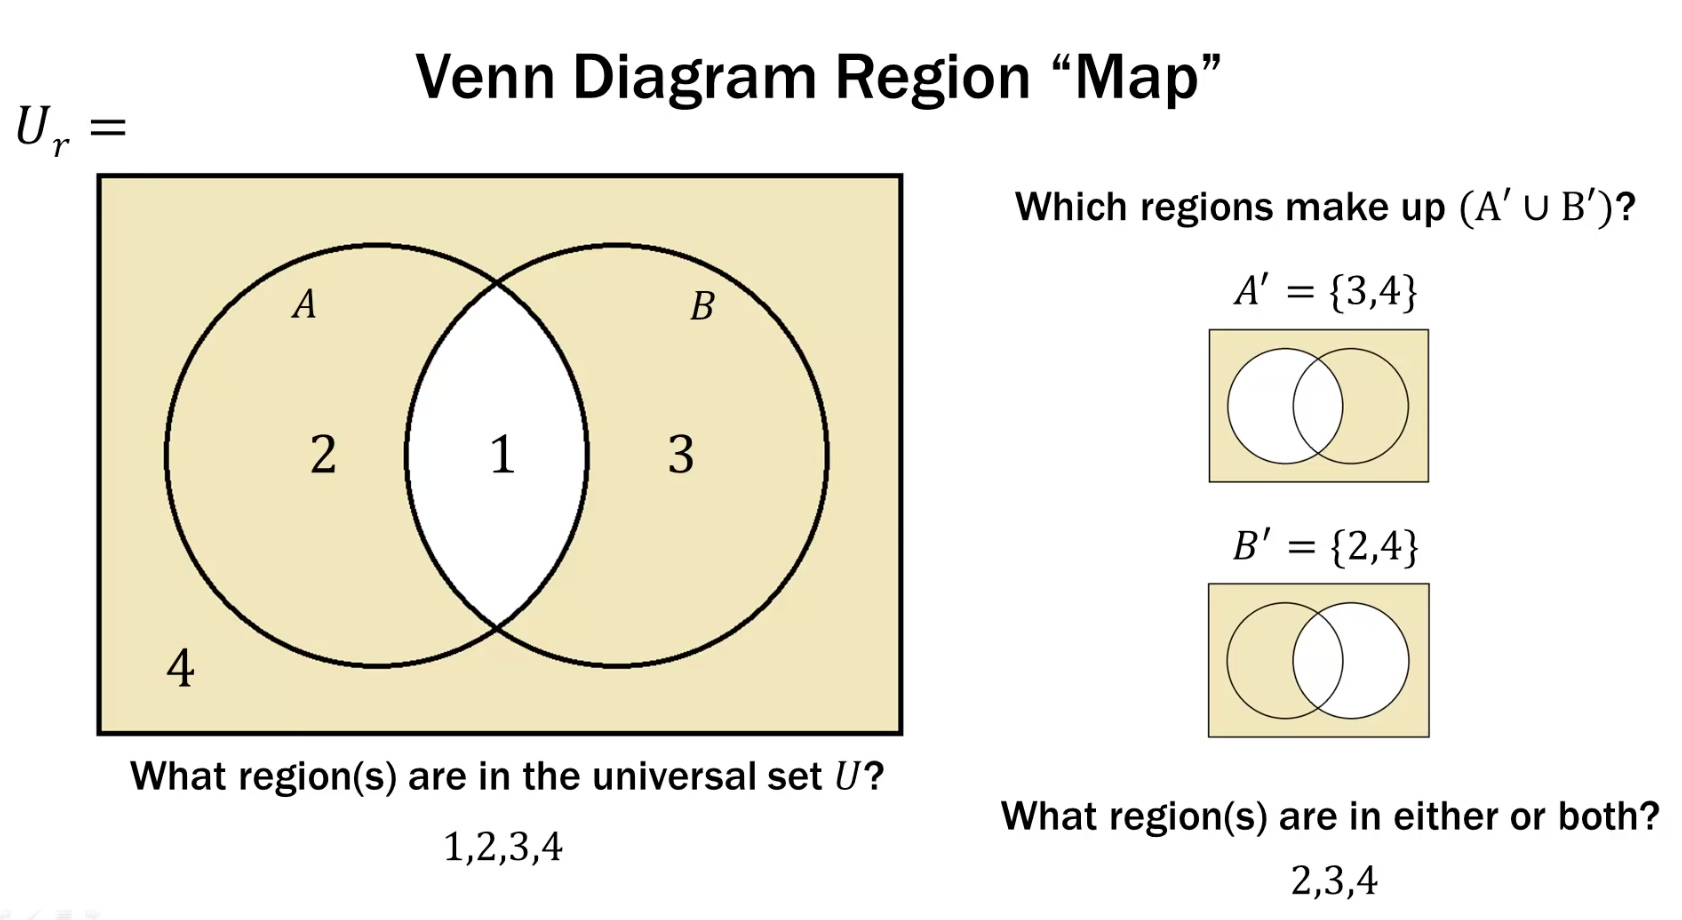 Venn Diagram Region “Map”
Uᵣ =
A
B
2
1
3
4
What region(s) are in the universal set U?
1,2,3,4
Which regions make up (A′ ∪ B′)?
A′ = {3,4}
B′ = {2,4}
What region(s) are in either or both?
2,3,4